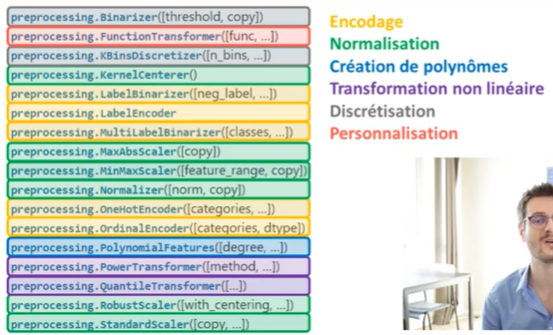 preprocessing.Binarizer([threshold, copy])
preprocessing.FunctionTransformer([func, ...])
preprocessing.KBinsDiscretizer([n_bins, ...])
preprocessing.KernelCenterer()
preprocessing.LabelBinarizer([neg_label, ...])
preprocessing.LabelEncoder
preprocessing.MultiLabelBinarizer([classes, ...])
preprocessing.MaxAbsScaler([copy])
preprocessing.MinMaxScaler([feature_range, copy])
preprocessing.Normalizer([norm, copy])
preprocessing.OneHotEncoder([categories, ...])
preprocessing.OrdinalEncoder([categories, dtype])
preprocessing.PolynomialFeatures([degree, ...])
preprocessing.PowerTransformer([method, ...])
preprocessing.QuantileTransformer([...])
preprocessing.RobustScaler([with_centering, ...])
preprocessing.StandardScaler([copy, ...])
Encodage
Normalisation
Création de polynômes
Transformation non linéaire
Discrétisation
Personnalisation